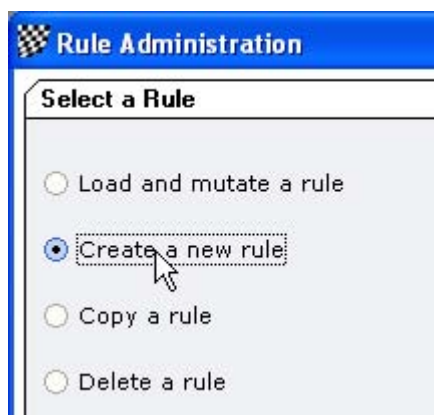 Rule Administration
Select a Rule
Load and mutate a rule
Create a new rule
Copy a rule
Delete a rule